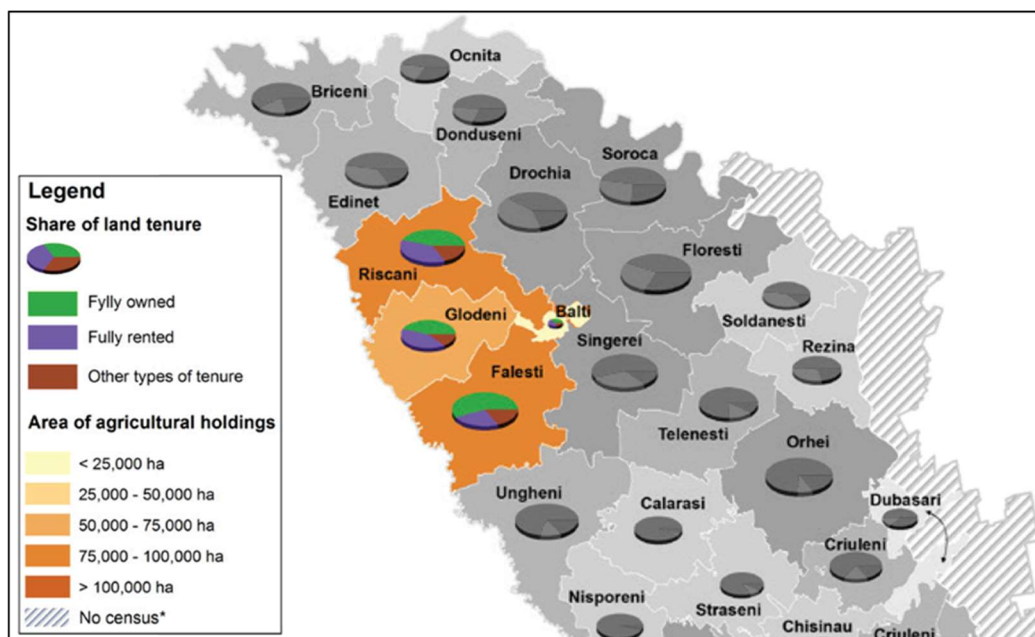 Ocnita
Briceni
Donduseni
Soroca
Drochia
Edinet
Floresti
Riscani
Glodeni
Balti
Soldanesti
Singerei
Rezina
Falesti
Telenesti
Orhei
Ungheni
Calarasi
Dubasari
Criuleni
Nisporeni
Straseni
Chisinau
Criuleni
Legend
Share of land tenure
Fylly owned
Fully rented
Other types of tenure
Area of agricultural holdings
< 25,000 ha
25,000 - 50,000 ha
50,000 - 75,000 ha
75,000 - 100,000 ha
> 100,000 ha
No census*